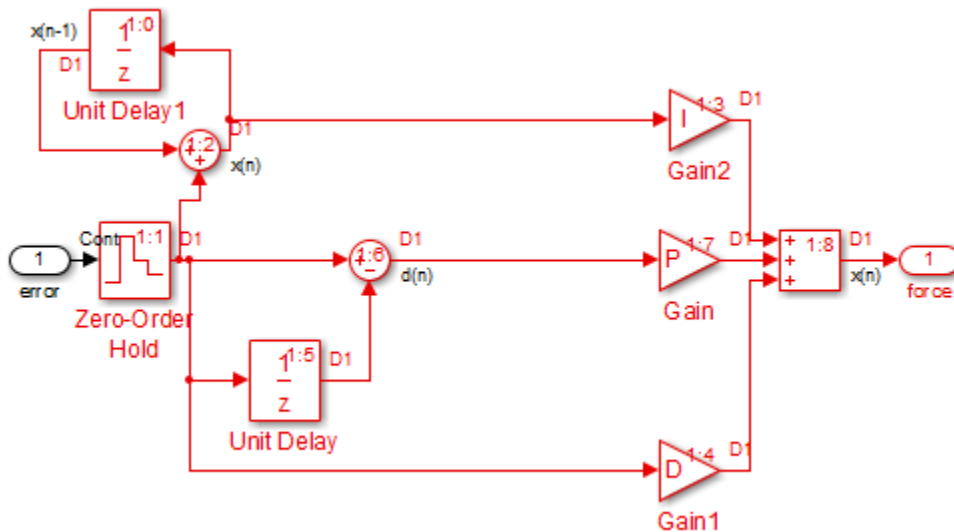 x(n-1)
D1
1:0
1
z
Unit Delay1
1:2
+
+
D1
x(n)
1:3
D1
I
Gain2
1
error
Cont
1:1
D1
Zero-Order
Hold
1:6
+
−
D1
d(n)
1:5
1
z
D1
Unit Delay
1:7
D1
P
Gain
1:4
D1
D
Gain1
+
+
+
1:8
D1
x(n)
1
force